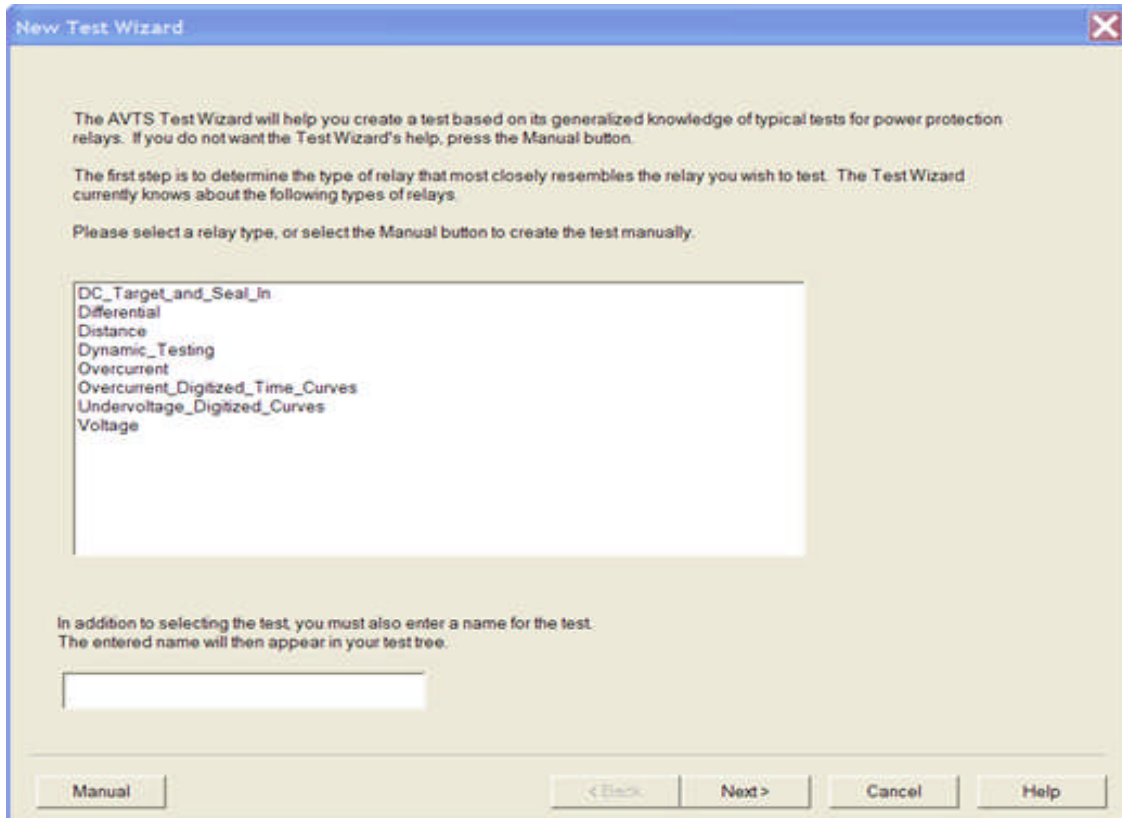 New Test Wizard
The AVTS Test Wizard will help you create a test based on its generalized knowledge of typical tests for power protection
relays. If you do not want the Test Wizard's help, press the Manual button.
The first step is to determine the type of relay that most closely resembles the relay you wish to test. The Test Wizard
currently knows about the following types of relays.
Please select a relay type, or select the Manual button to create the test manually.
DC_Target_and_Seal_In
Differential
Distance
Dynamic_Testing
Overcurrent
Overcurrent_Digitized_Time_Curves
Undervoltage_Digitized_Curves
Voltage
In addition to selecting the test, you must also enter a name for the test.
The entered name will then appear in your test tree.
Manual
< Back
Next >
Cancel
Help